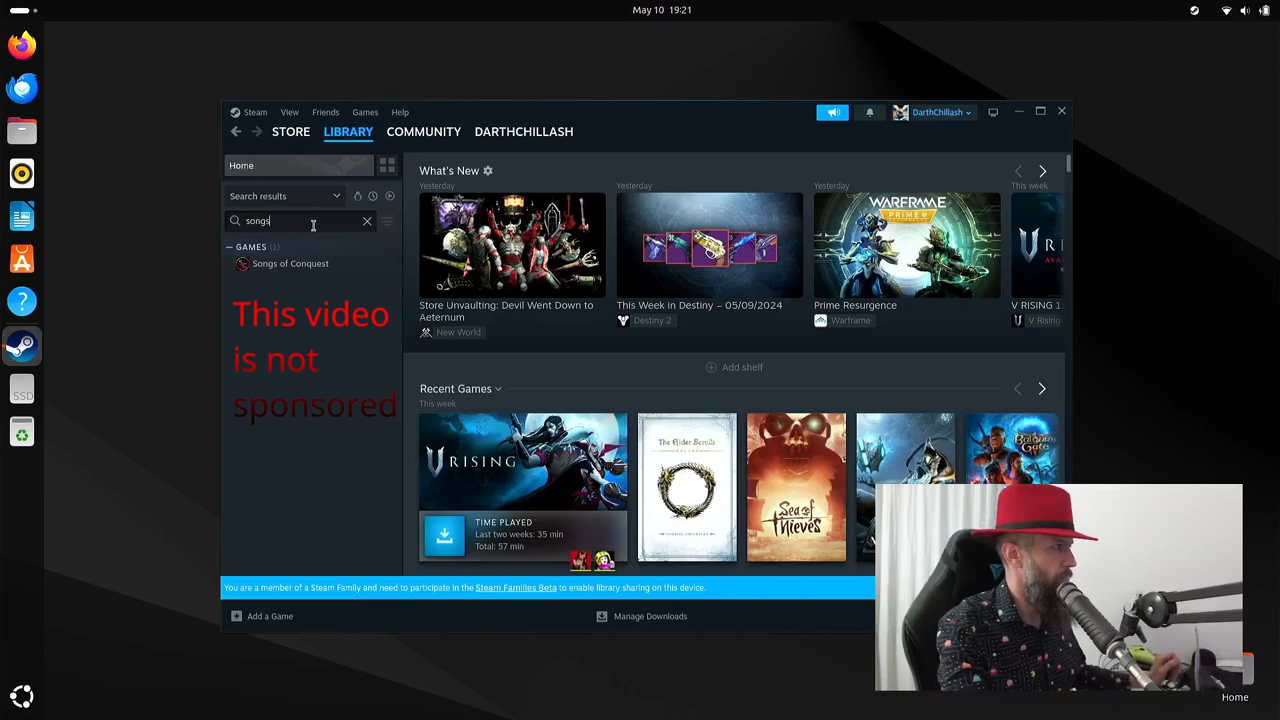 May 10 19:21
Steam View Friends Games Help
DarthChillash
STORE LIBRARY COMMUNITY DARTHCHILLASH
Home
What's New
Search results
songs
GAMES (1)
Songs of Conquest
This video
is not
sponsored
Yesterday
Yesterday
Yesterday
This week
WARFRAME
PRIME
V RI
Store Unvaulting: Devil Went Down to
Aeternum
New World
This Week in Destiny – 05/09/2024
Destiny 2
Prime Resurgence
Warframe
V RISING 1
V Rising
Add shelf
Recent Games
This week
V RISING
The Elder Scrolls
ONLINE
Sea of
Thieves
Baldur's
Gate
TIME PLAYED
Last two weeks: 35 min
Total: 57 min
You are a member of a Steam Family and need to participate in the Steam Families Beta to enable library sharing on this device.
Add a Game
Manage Downloads
SSD
Home